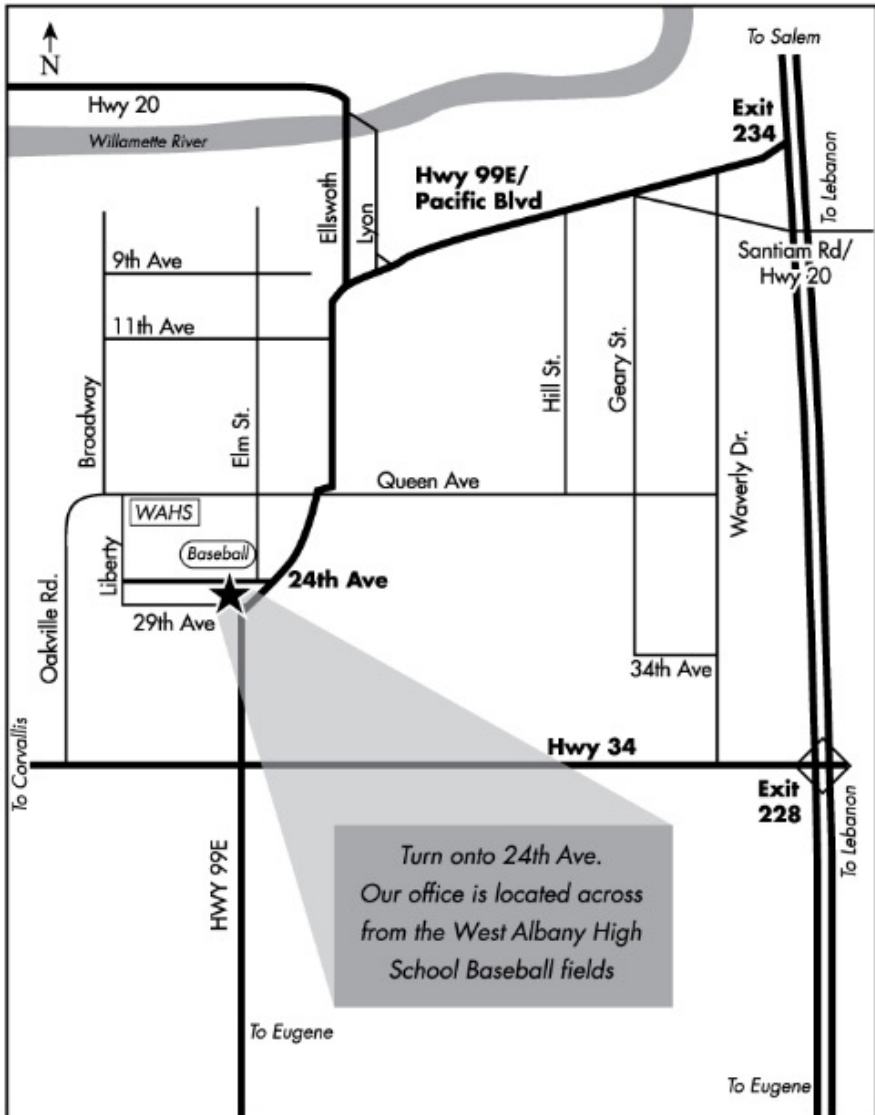 N
To Salem
Hwy 20
Willamette River
Exit
234
To Lebanon
Hwy 99E/
Pacific Blvd
Ellswoth
Lyon
9th Ave
11th Ave
Santiam Rd/
Hwy 20
Broadway
Elm St.
Hill St.
Geary St.
Waverly Dr.
Queen Ave
WAHS
Baseball
Liberty
24th Ave
29th Ave
Oakville Rd.
34th Ave
To Corvallis
Hwy 34
Exit
228
To Lebanon
HWY 99E
Turn onto 24th Ave.
Our office is located across
from the West Albany High
School Baseball fields
To Eugene
To Eugene